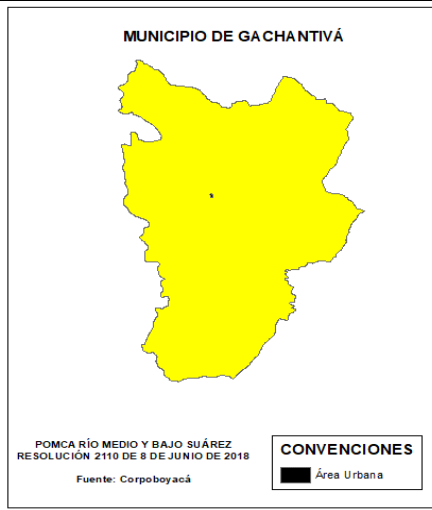 MUNICIPIO DE GACHANTIVÁ
POMCA RÍO MEDIO Y BAJO SUÁREZ
RESOLUCIÓN 2110 DE 8 DE JUNIO DE 2018
Fuente: Corpoboyacá
CONVENCIONES
Área Urbana